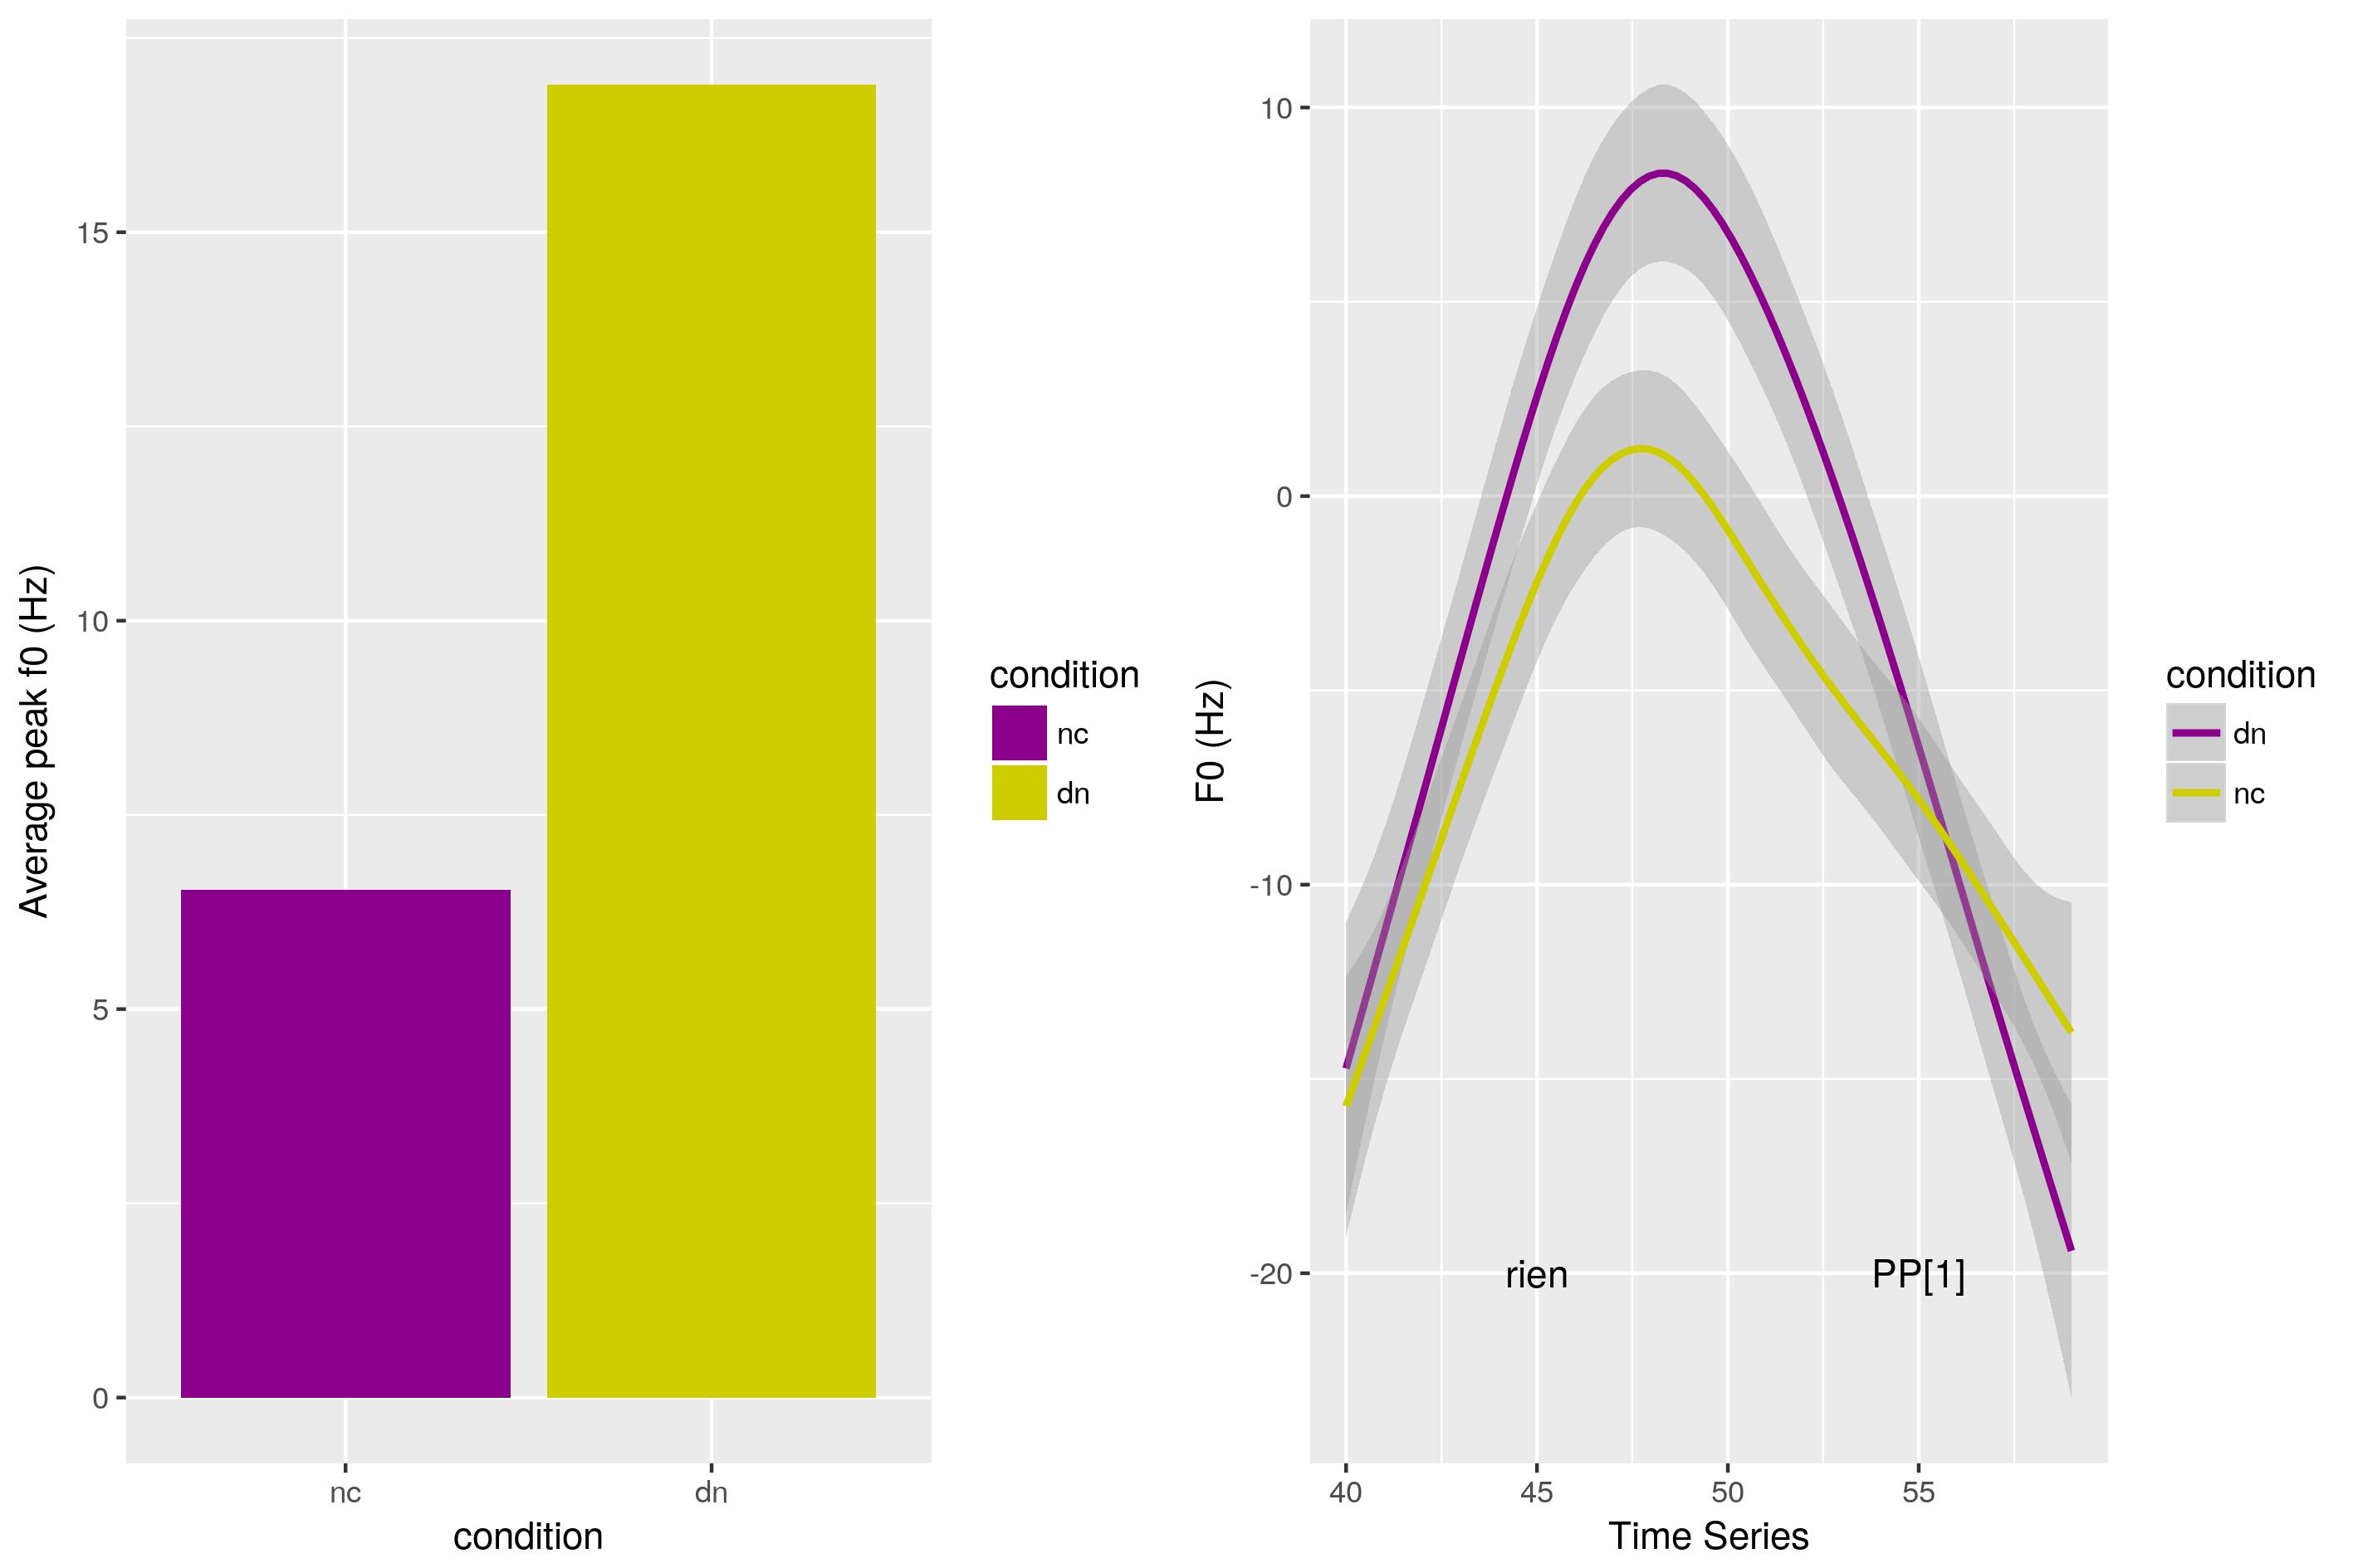 Average peak f0 (Hz)
15
10
5
0
nc
dn
condition
condition
nc
dn
F0 (Hz)
10
0
-10
-20
rien
PP[1]
40
45
50
55
Time Series
condition
dn
nc